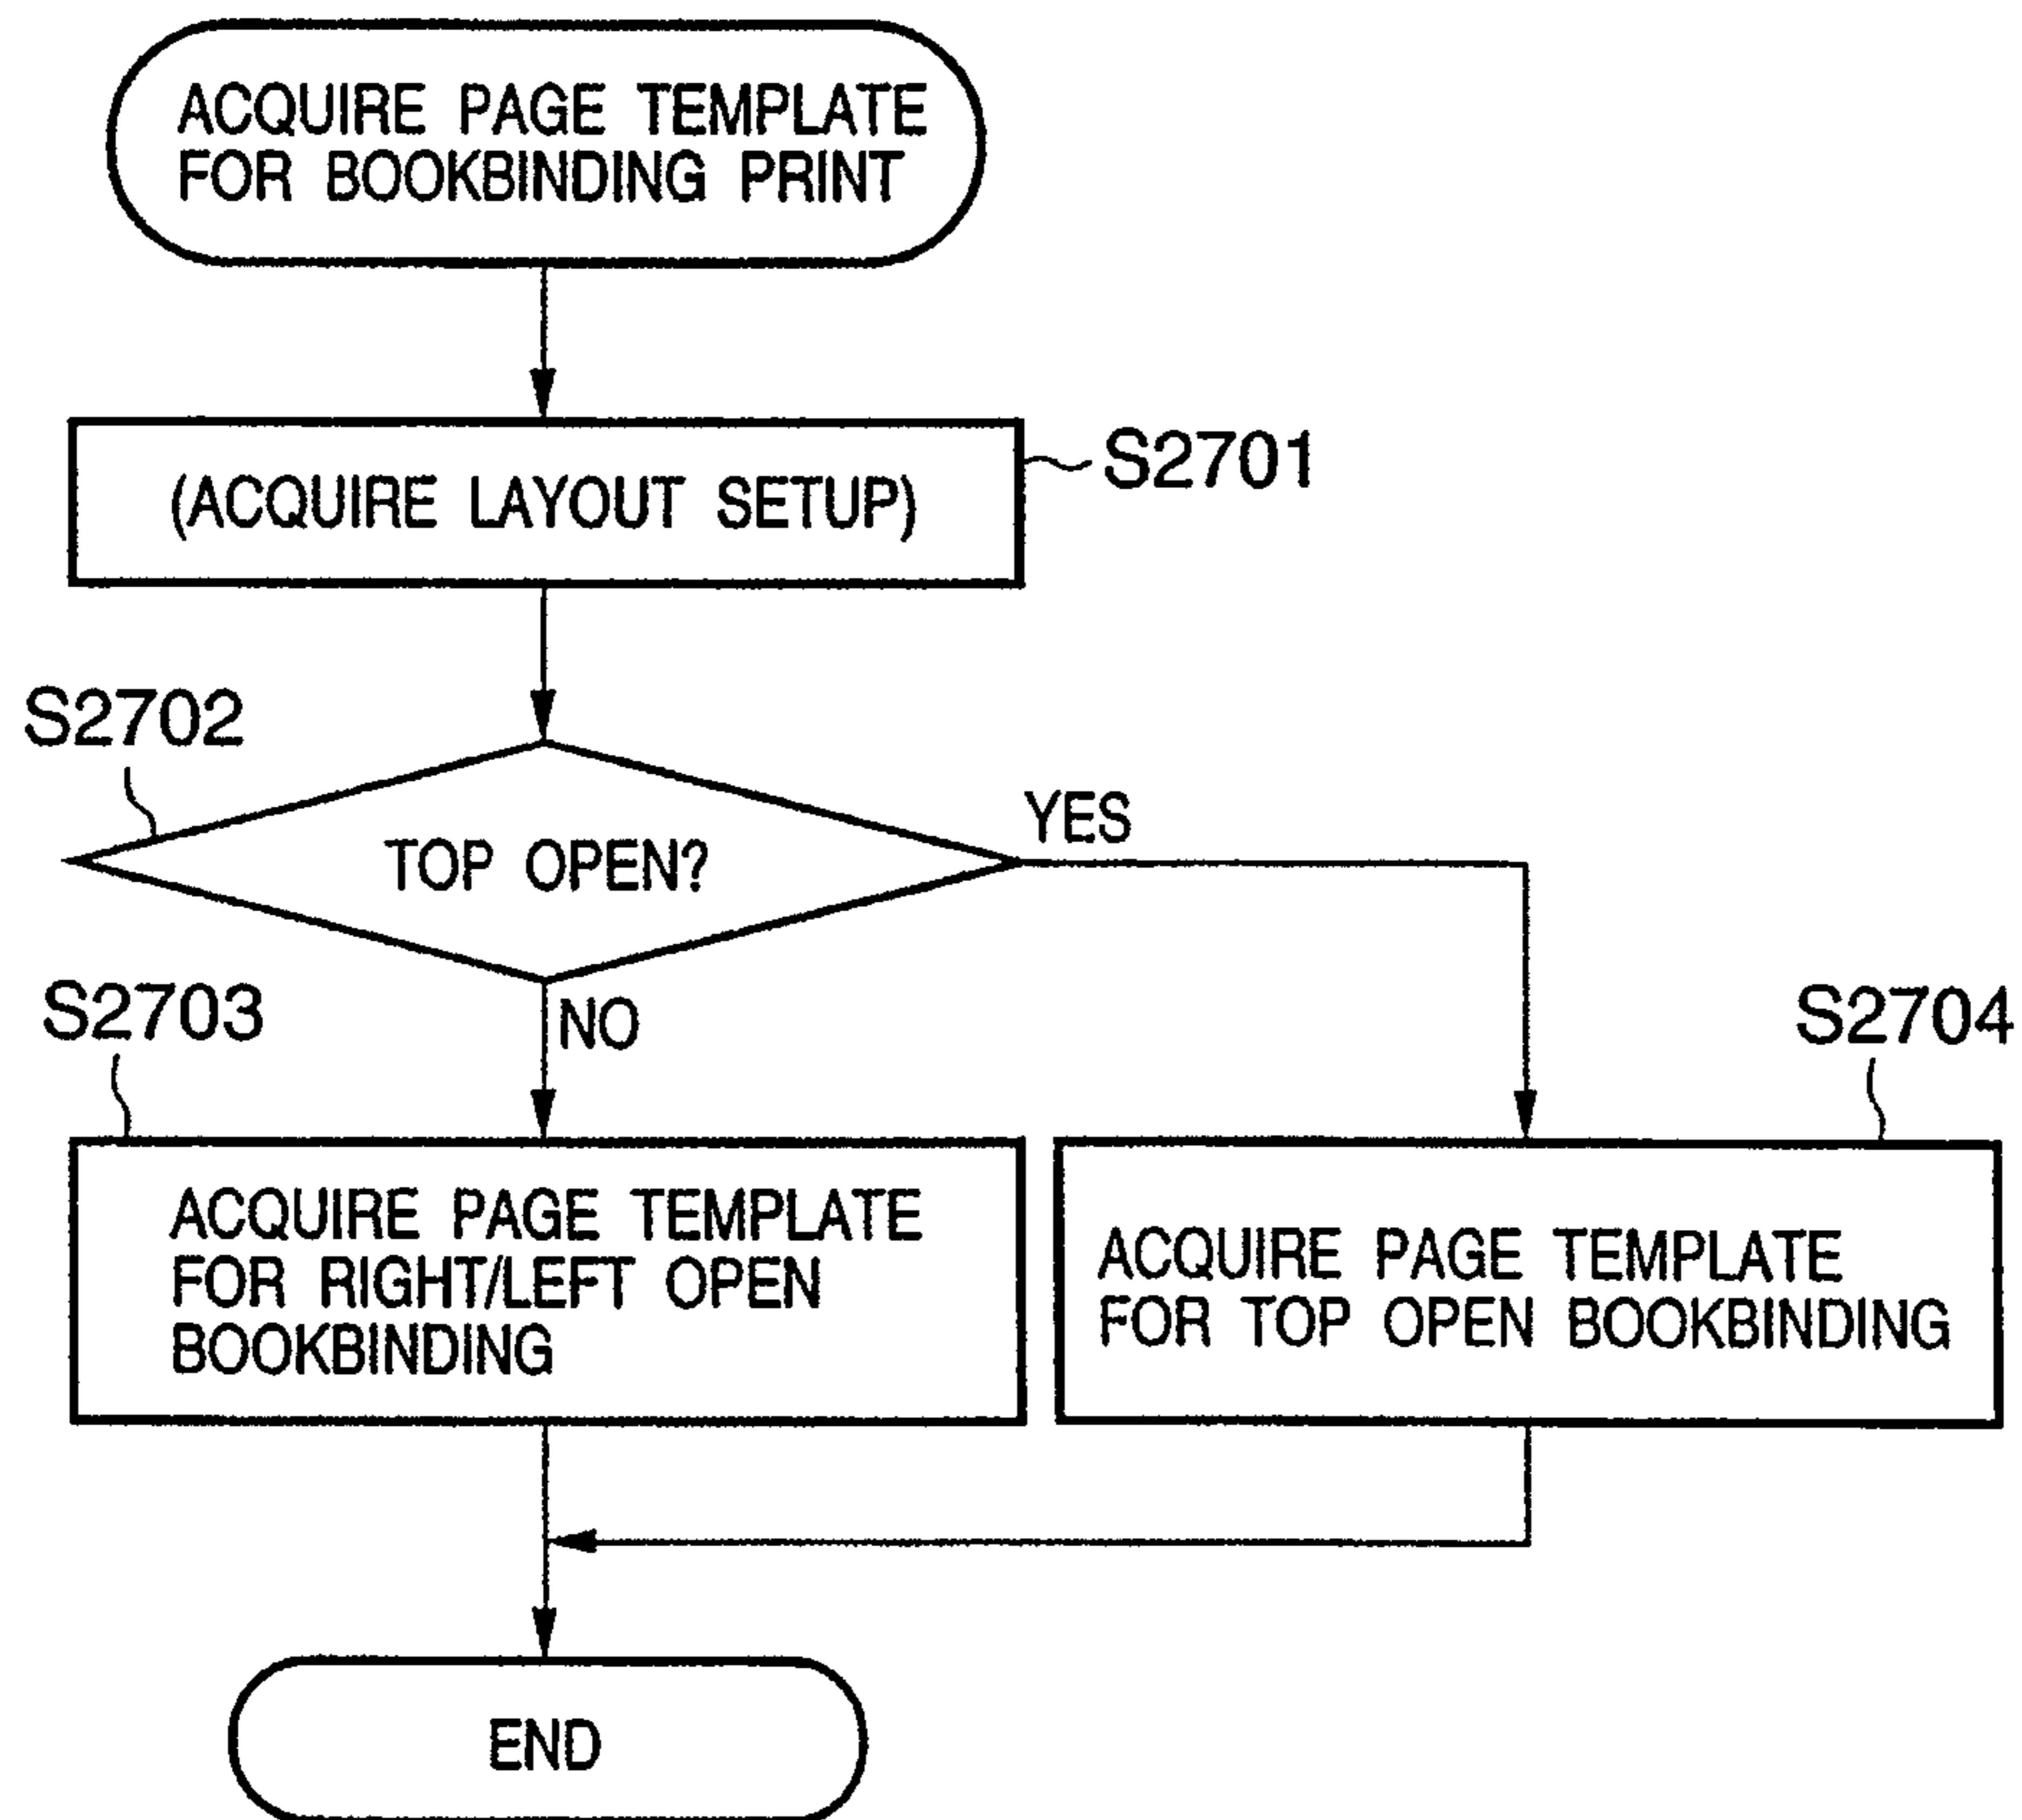 ACQUIRE PAGE TEMPLATE
FOR BOOKBINDING PRINT
(ACQUIRE LAYOUT SETUP)
S2701
S2702
TOP OPEN?
YES
NO
S2703
ACQUIRE PAGE TEMPLATE
FOR RIGHT/LEFT OPEN
BOOKBINDING
S2704
ACQUIRE PAGE TEMPLATE
FOR TOP OPEN BOOKBINDING
END